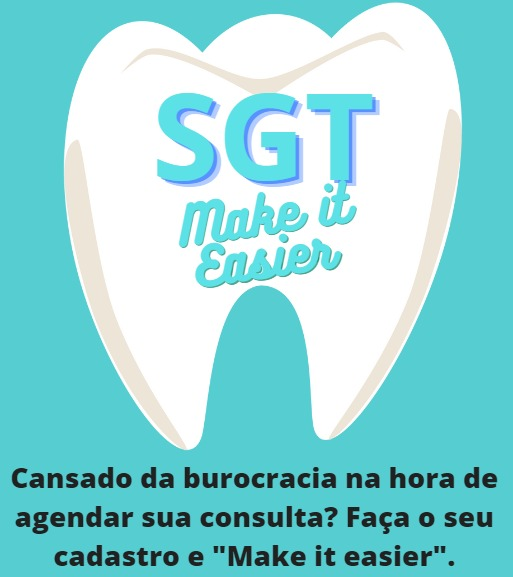 SGT
Make it
Easier
Cansado da burocracia na hora de
agendar sua consulta? Faça o seu
cadastro e "Make it easier".